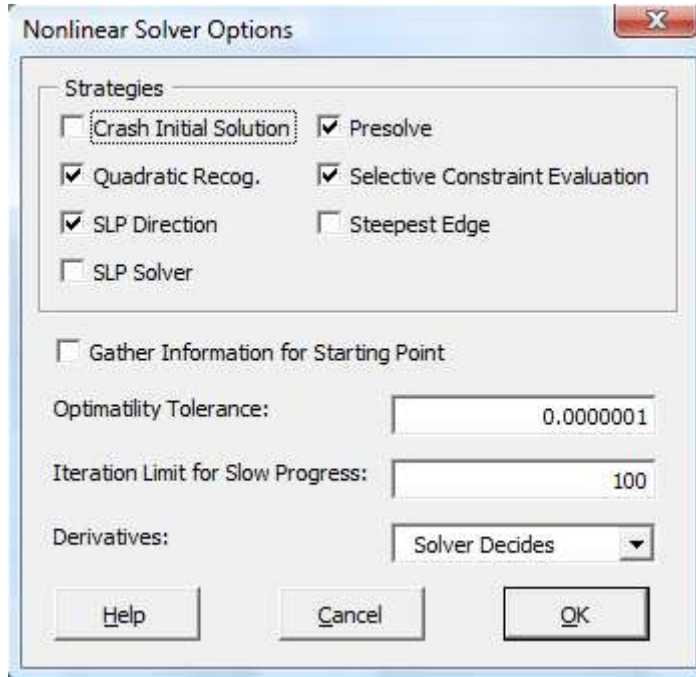 Nonlinear Solver Options
Strategies
Crash Initial Solution
Presolve
Quadratic Recog.
Selective Constraint Evaluation
SLP Direction
Steepest Edge
SLP Solver
Gather Information for Starting Point
Optimatility Tolerance:
0.0000001
Iteration Limit for Slow Progress:
100
Derivatives:
Solver Decides
Help
Cancel
OK